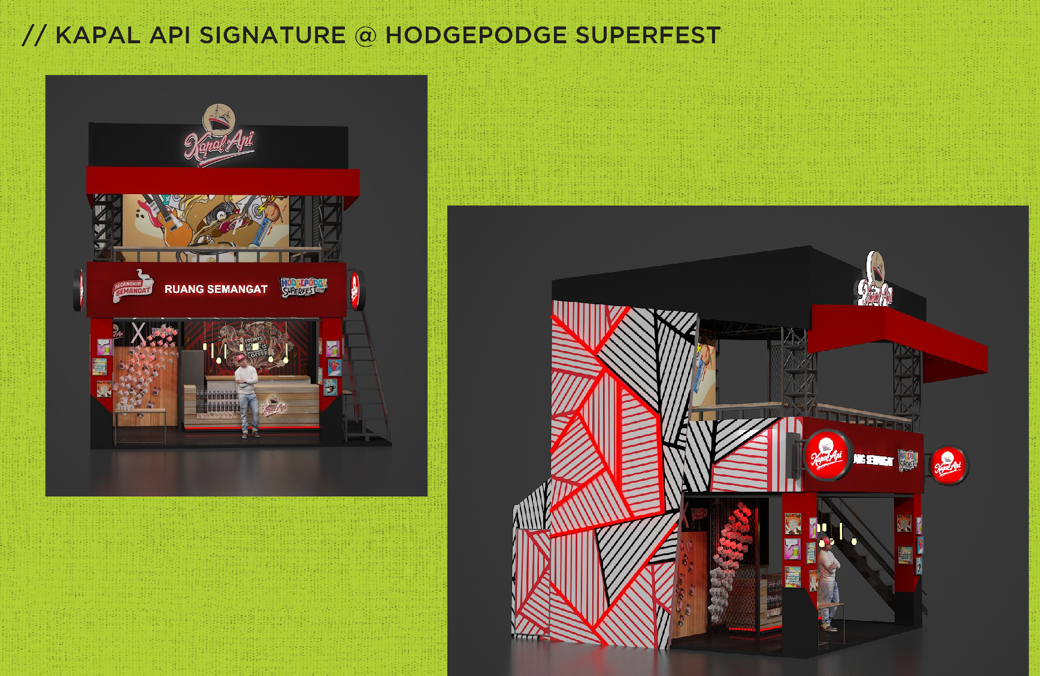 // KAPAL API SIGNATURE @ HODGEPODGE SUPERFEST
Kapal Api
SEMANGAT
RUANG SEMANGAT
HODGEPODGE
SUPERFEST
COFFEE
Kapal Api
Kapal Api
Kapal Api
Kapal Api